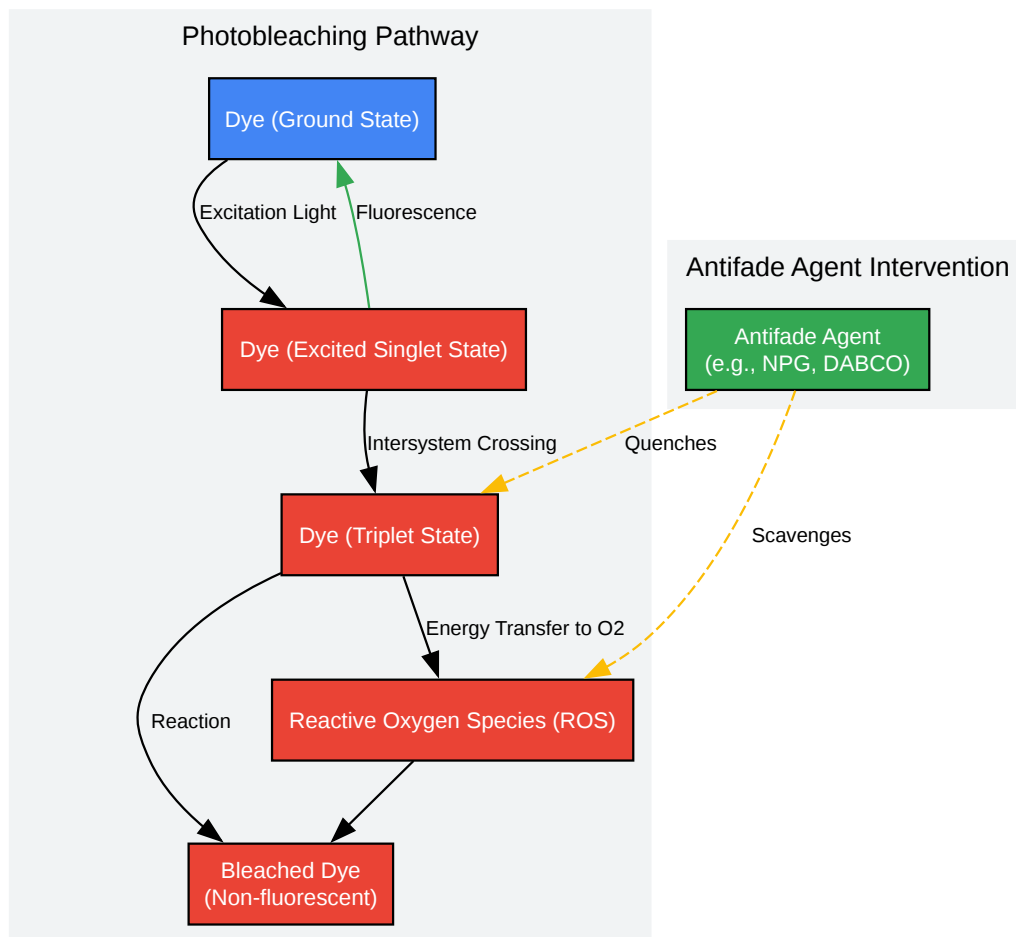 Photobleaching Pathway
Dye (Ground State)
Excitation Light
Fluorescence
Antifade Agent Intervention
Dye (Excited Singlet State)
Antifade Agent
(e.g., NPG, DABCO)
Intersystem Crossing
Quenches
Dye (Triplet State)
Scavenges
Energy Transfer to O2
Reaction
Reactive Oxygen Species (ROS)
Bleached Dye
(Non-fluorescent)